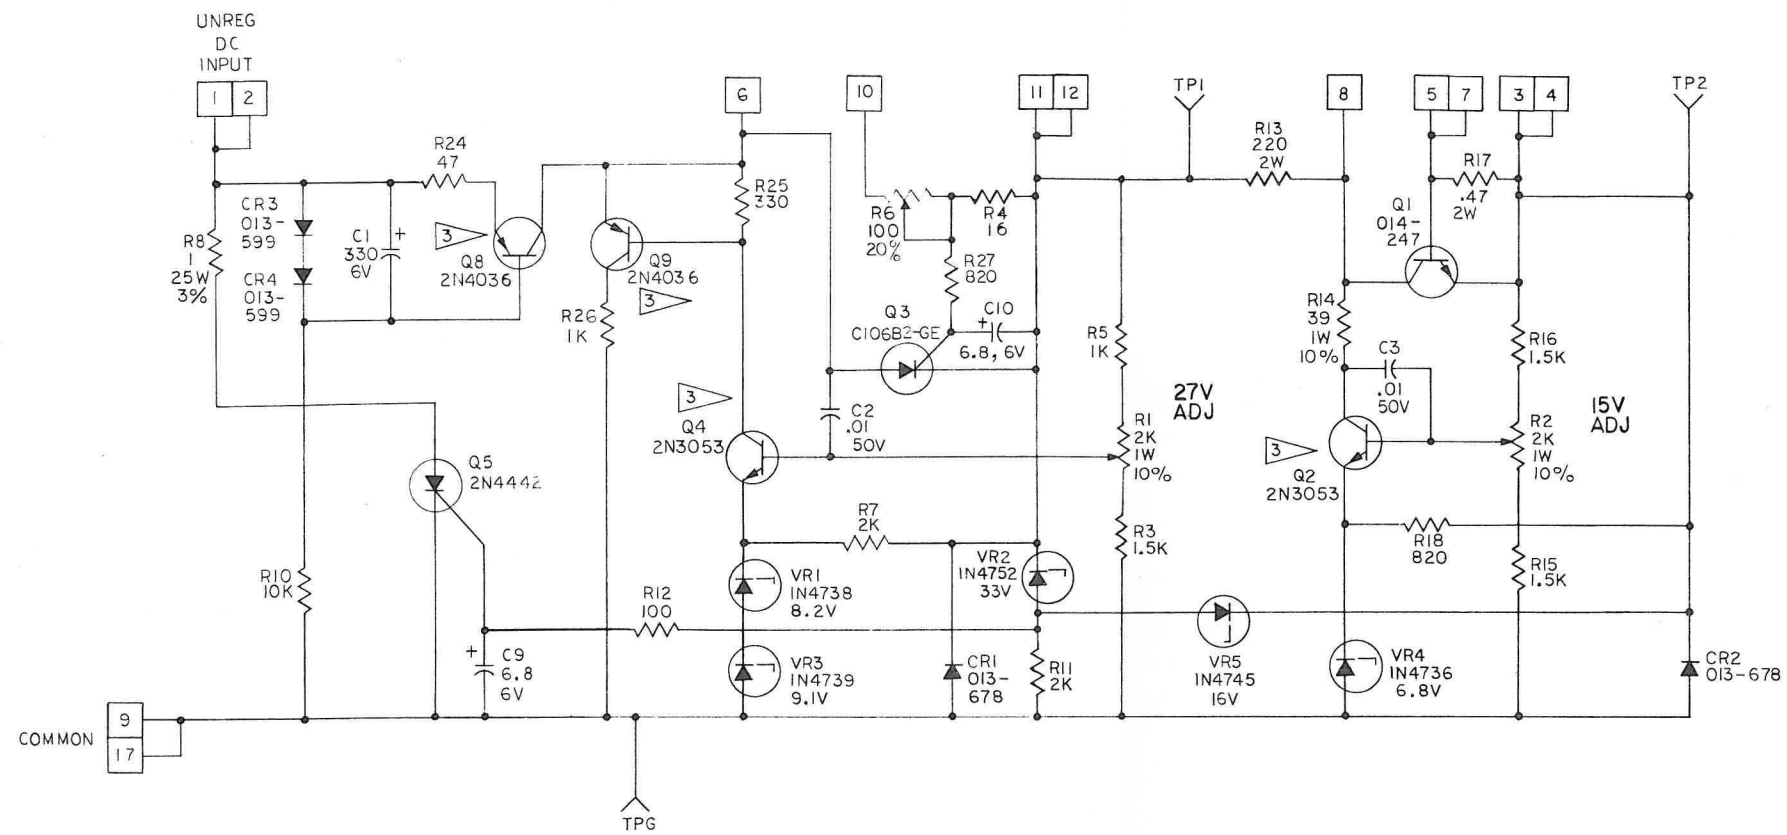 UNREG
DC
INPUT
1 2
6
10
11 12
TP1
8
5 7
3 4
TP2
R24
47
CR3
013-
599
C1
330
6V
+
3
Q8
2N4036
R8
1
25W
3%
CR4
013-
599
Q9
2N4036
3
R26
1K
R25
330
R6
100
20%
R4
16
R27
820
Q3
C106B2-GE
C10
+
6.8, 6V
R13
220
2W
R17
.47
2W
Q1
014-
247
R14
39
1W
10%
C3
.01
50V
R16
1.5K
R5
1K
27V
ADJ
15V
ADJ
3
Q4
2N3053
C2
.01
50V
R1
2K
1W
10%
3
Q2
2N3053
R2
2K
1W
10%
Q5
2N4442
R7
2K
R3
1.5K
R18
820
R15
1.5K
VR1
1N4738
8.2V
VR2
1N4752
33V
R10
10K
R12
100
+
C9
6.8
6V
VR3
1N4739
9.1V
CR1
013-
678
R11
2K
VR5
1N4745
16V
VR4
1N4736
6.8V
CR2
013-678
COMMON
9
17
TPG